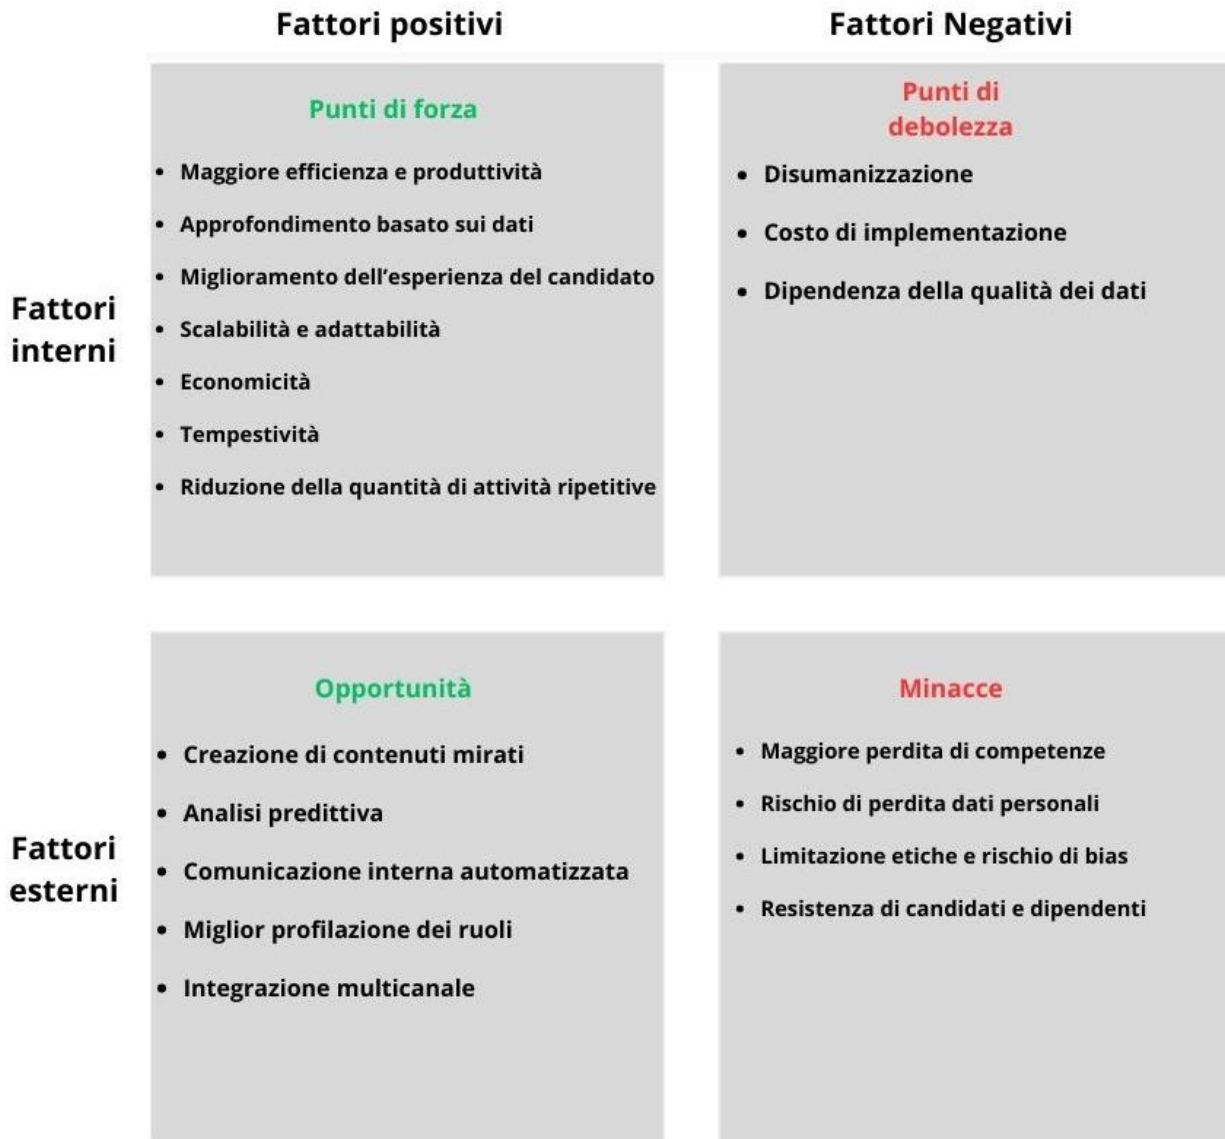 Fattori positivi
Fattori Negativi
Fattori
interni
Punti di forza
• Maggiore efficienza e produttività
• Approfondimento basato sui dati
• Miglioramento dell'esperienza del candidato
• Scalabilità e adattabilità
• Economicità
• Tempestività
• Riduzione della quantità di attività ripetitive
Punti di
debolezza
• Disumanizzazione
• Costo di implementazione
• Dipendenza della qualità dei dati
Fattori
esterni
Opportunità
• Creazione di contenuti mirati
• Analisi predittiva
• Comunicazione interna automatizzata
• Miglior profilazione dei ruoli
• Integrazione multicanale
Minacce
• Maggiore perdita di competenze
• Rischio di perdita dati personali
• Limitazione etiche e rischio di bias
• Resistenza di candidati e dipendenti